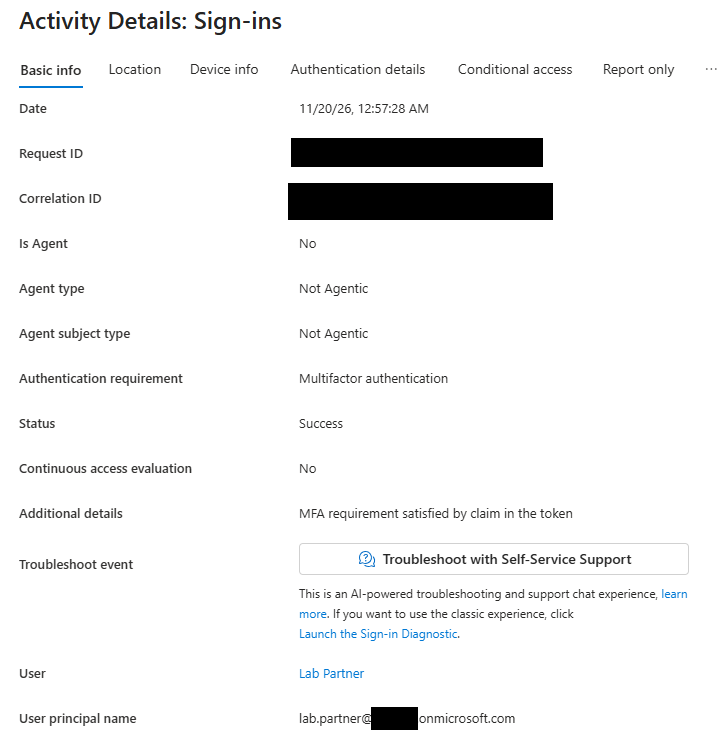 Activity Details: Sign-ins
Basic info Location Device info Authentication details Conditional access Report only ...
Date 11/20/26, 12:57:28 AM
Request ID
Correlation ID
Is Agent No
Agent type Not Agentic
Agent subject type Not Agentic
Authentication requirement Multifactor authentication
Status Success
Continuous access evaluation No
Additional details MFA requirement satisfied by claim in the token
Troubleshoot event Troubleshoot with Self-Service Support
This is an AI-powered troubleshooting and support chat experience, learn
more. If you want to use the classic experience, click
Launch the Sign-in Diagnostic.
User Lab Partner
User principal name lab.partner@ onmicrosoft.com